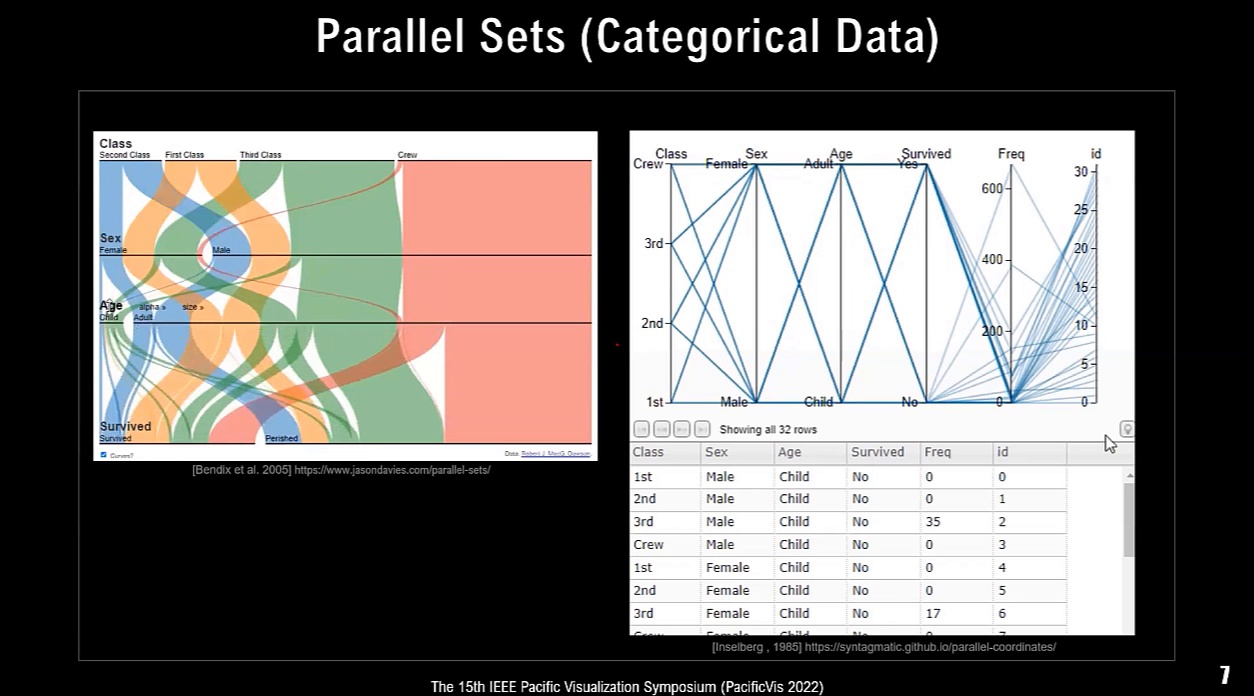 Parallel Sets (Categorical Data)
Class
Second Class First Class Third Class Crew
Sex
Female Male
Age alpha » size »
Child Adult
Survived
Survived Perished
Curves? Data: Robert J. MacG. Dawson.
[Bendix et al. 2005] https://www.jasondavies.com/parallel-sets/
Class Sex Age Survived Freq id
Crew Female Adult Yes
3rd
2nd
1st Male Child No
600
400
200
0
30
25
20
15
10
5
0
Showing all 32 rows
Class Sex Age Survived Freq id
1st Male Child No 0 0
2nd Male Child No 0 1
3rd Male Child No 35 2
Crew Male Child No 0 3
1st Female Child No 0 4
2nd Female Child No 0 5
3rd Female Child No 17 6
Crew Female Child No 0 7
[Inselberg , 1985] https://syntagmatic.github.io/parallel-coordinates/
The 15th IEEE Pacific Visualization Symposium (PacificVis 2022)
7